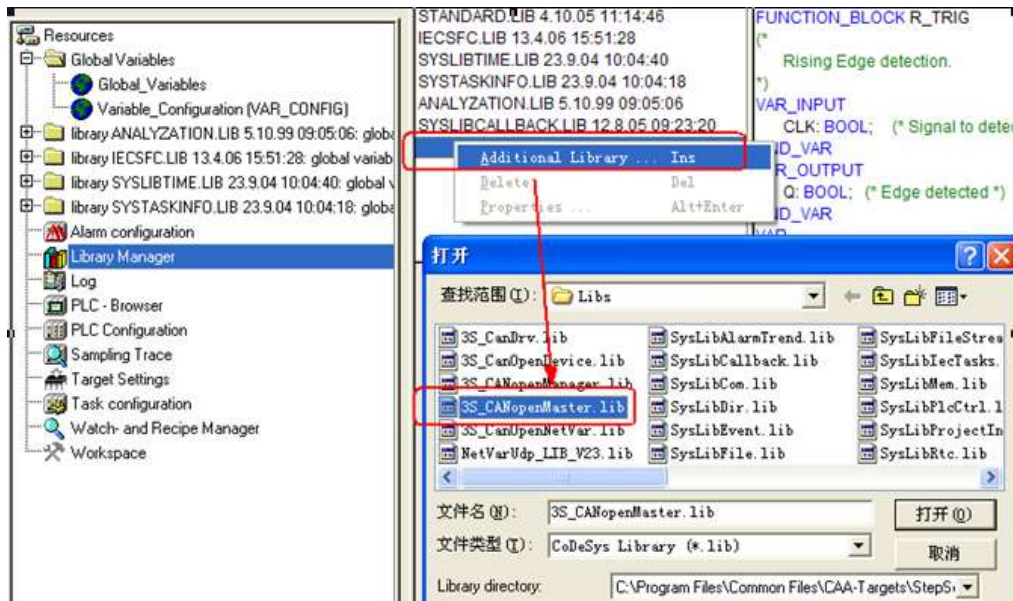 Resources
Global Variables
Global_Variables
Variable_Configuration (VAR_CONFIG)
library ANALYZATION.LIB 5.10.99 09:05:06: globa
library IECSFC.LIB 13.4.06 15:51:28: global variab
library SYSLIBTIME.LIB 23.9.04 10:04:40: global v
library SYSTASKINFO.LIB 23.9.04 10:04:18: globa
Alarm configuration
Library Manager
Log
PLC - Browser
PLC Configuration
Sampling Trace
Target Settings
Task configuration
Watch- and Recipe Manager
Workspace
STANDARD.LIB 4.10.05 11:14:46
IECSFC.LIB 13.4.06 15:51:28
SYSLIBTIME.LIB 23.9.04 10:04:40
SYSTASKINFO.LIB 23.9.04 10:04:18
ANALYZATION.LIB 5.10.99 09:05:06
SYSLIBCALLBACK.LIB 12.8.05 09:23:20
Additional Library ... Ins
Delete Del
Properties ... Alt+Enter
FUNCTION_BLOCK R_TRIG
(*
Rising Edge detection.
*)
VAR_INPUT
CLK: BOOL; (* Signal to dete
ND_VAR
R_OUTPUT
Q: BOOL; (* Edge detected *)
ND_VAR
VAR
打开
查找范围(I): Libs
3S_CanDrv.lib SysLibAlarmTrend.lib SysLibFileStrea
3S_CanOpenDevice.lib SysLibCallback.lib SysLibIecTasks.
3S_CANopenManager.lib SysLibCom.lib SysLibMem.lib
3S_CANopenMaster.lib SysLibDir.lib SysLibPlcCtrl.l
3S_CanOpenNetVar.lib SysLibEvent.lib SysLibProjectIn
NetVarUdp_LIB_V23.lib SysLibFile.lib SysLibRtc.lib
文件名(N): 3S_CANopenMaster.lib 打开(O)
文件类型(T): CoDeSys Library (*.lib) 取消
Library directory: C:\Program Files\Common Files\CAA-Targets\StepS